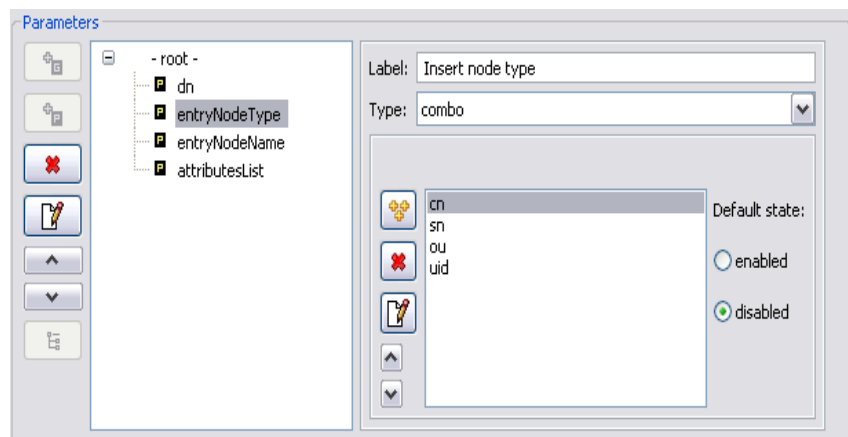 Parameters
- root -
dn
entryNodeType
entryNodeName
attributesList
Label: Insert node type
Type: combo
cn
sn
ou
uid
Default state:
enabled
disabled